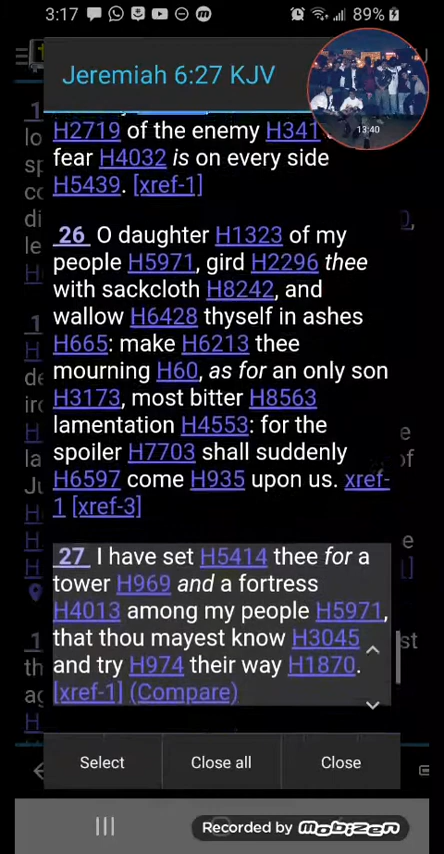 3:17 89%
Jeremiah 6:27 KJV
13:40
H2719 of the enemy H341
fear H4032 is on every side
H5439. [xref-1]
26 O daughter H1323 of my
people H5971, gird H2296 thee
with sackcloth H8242, and
wallow H6428 thyself in ashes
H665: make H6213 thee
mourning H60, as for an only son
H3173, most bitter H8563
lamentation H4553: for the
spoiler H7703 shall suddenly
H6597 come H935 upon us. xref-
1 [xref-3]
27 I have set H5414 thee for a
tower H969 and a fortress
H4013 among my people H5971,
that thou mayest know H3045
and try H974 their way H1870.
[xref-1] (Compare)
Select Close all Close
Recorded by Mobizen